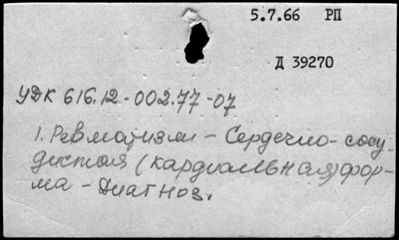 5.7.66 РП
Д 39270
УДК 616.12-002.77-07
1. Ревматизм - Сердечно-сосу-
дистая (кардиальная) фор-
ма - Диагноз.